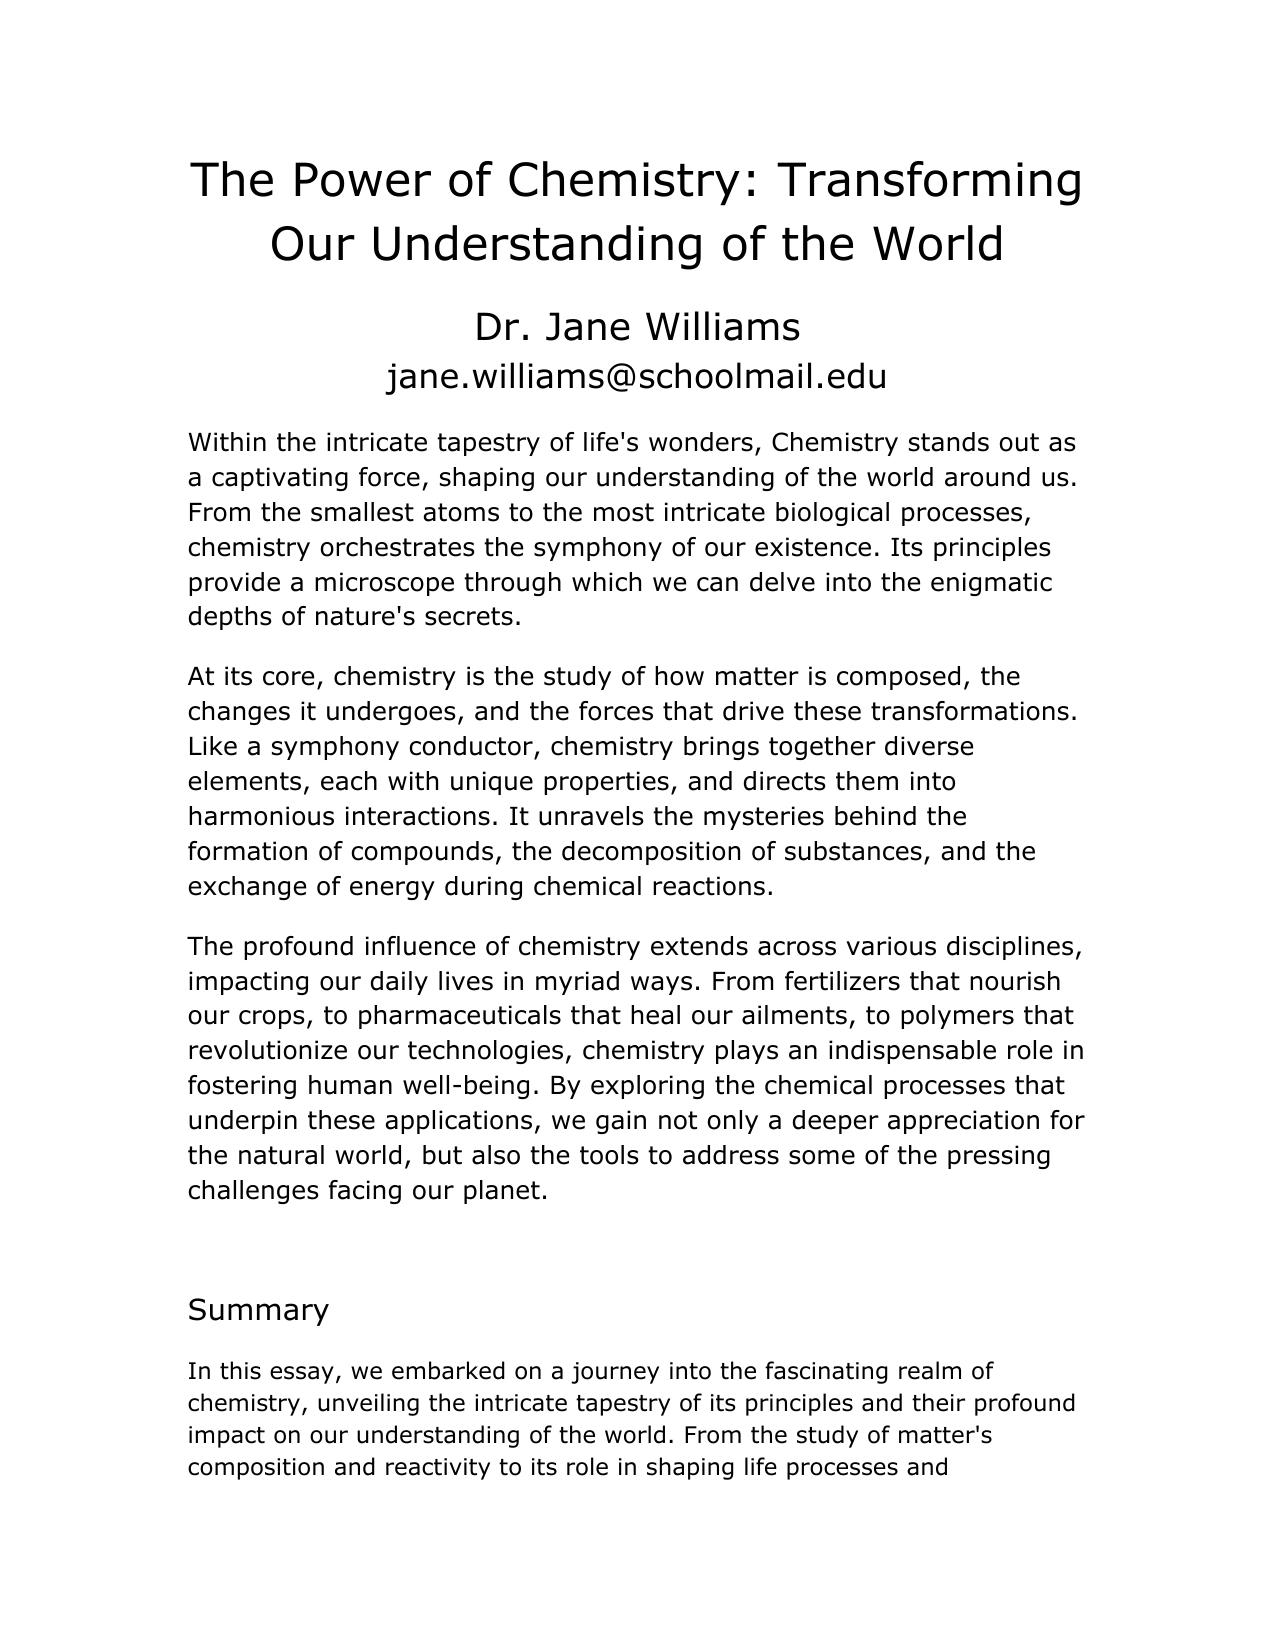 The Power of Chemistry: Transforming
Our Understanding of the World
Dr. Jane Williams
jane.williams@schoolmail.edu
Within the intricate tapestry of life's wonders, Chemistry stands out as
a captivating force, shaping our understanding of the world around us.
From the smallest atoms to the most intricate biological processes,
chemistry orchestrates the symphony of our existence. Its principles
provide a microscope through which we can delve into the enigmatic
depths of nature's secrets.
At its core, chemistry is the study of how matter is composed, the
changes it undergoes, and the forces that drive these transformations.
Like a symphony conductor, chemistry brings together diverse
elements, each with unique properties, and directs them into
harmonious interactions. It unravels the mysteries behind the
formation of compounds, the decomposition of substances, and the
exchange of energy during chemical reactions.
The profound influence of chemistry extends across various disciplines,
impacting our daily lives in myriad ways. From fertilizers that nourish
our crops, to pharmaceuticals that heal our ailments, to polymers that
revolutionize our technologies, chemistry plays an indispensable role in
fostering human well-being. By exploring the chemical processes that
underpin these applications, we gain not only a deeper appreciation for
the natural world, but also the tools to address some of the pressing
challenges facing our planet.
Summary
In this essay, we embarked on a journey into the fascinating realm of
chemistry, unveiling the intricate tapestry of its principles and their profound
impact on our understanding of the world. From the study of matter's
composition and reactivity to its role in shaping life processes and